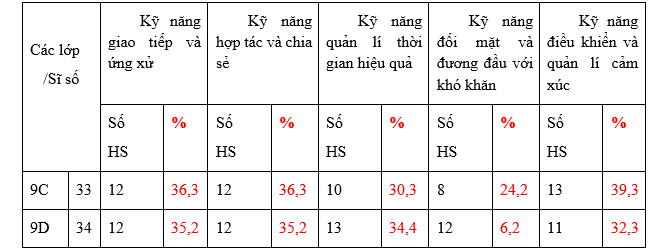 Các lớp
/Sĩ số
Kỹ năng
giao tiếp và
ứng xử
Kỹ năng
hợp tác và chia
sẻ
Kỹ năng
quản lí thời
gian hiệu quả
Kỹ năng
đối mặt và
đương đầu với
khó khăn
Kỹ năng
điều khiển và
quản lí cảm
xúc
Số
HS
%
Số
HS
%
Số
HS
%
Số
HS
%
Số
HS
%
9C 33 12 36,3 12 36,3 10 30,3 8 24,2 13 39,3
9D 34 12 35,2 12 35,2 13 34,4 12 6,2 11 32,3